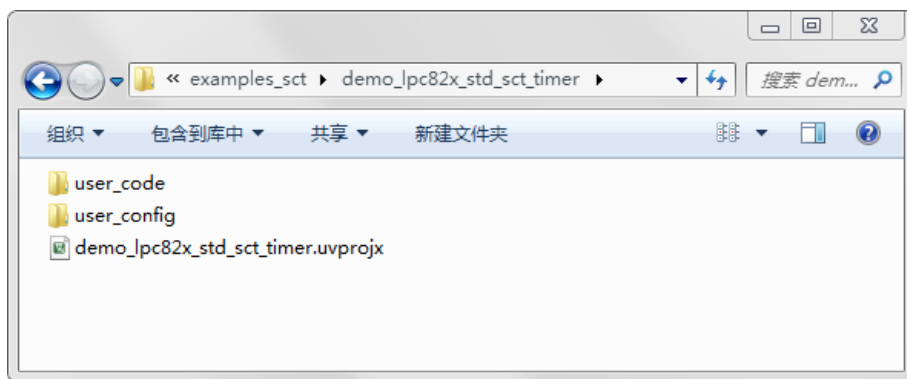 « examples_sct ▸ demo_lpc82x_std_sct_timer ▸ 搜索 dem...
组织 包含到库中 共享 新建文件夹
user_code
user_config
demo_lpc82x_std_sct_timer.uvprojx